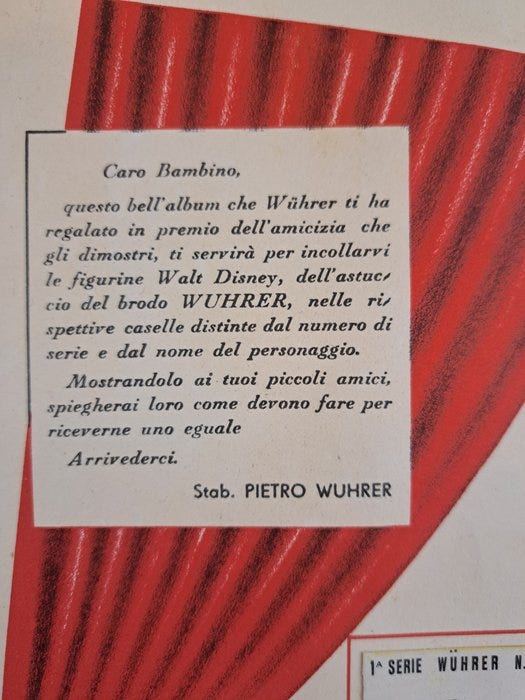 Caro Bambino,
questo bell'album che Wührer ti ha
regalato in premio dell'amicizia che
gli dimostri, ti servirà per incollarvi
le figurine Walt Disney, dell'astuc-
cio del brodo WUHRER, nelle ri-
spettive caselle distinte dal numero di
serie e dal nome del personaggio.
Mostrandolo ai tuoi piccoli amici,
spiegherai loro come devono fare per
riceverne uno eguale
Arrivederci.
Stab. PIETRO WUHRER
1ᴬ SERIE WÜHRER N.